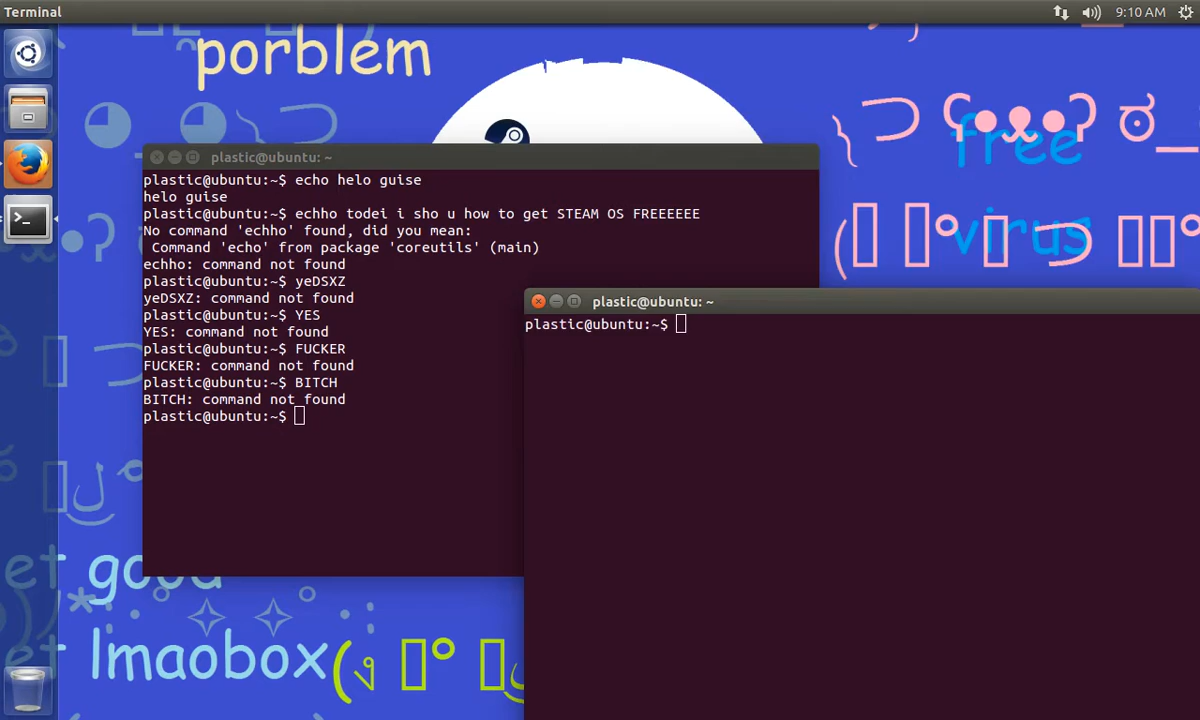 Terminal
9:10 AM
porblem
free
virus
plastic@ubuntu: ~
plastic@ubuntu:~$ echo helo guise
helo guise
plastic@ubuntu:~$ echho todei i sho u how to get STEAM OS FREEEEEE
No command 'echho' found, did you mean:
 Command 'echo' from package 'coreutls' (main)
echho: command not found
plastic@ubuntu:~$ yeDSXZ
yeDSXZ: command not found
plastic@ubuntu:~$ YES
YES: command not found
plastic@ubuntu:~$ FUCKER
FUCKER: command not found
plastic@ubuntu:~$ BITCH
BITCH: command not found
plastic@ubuntu:~$
plastic@ubuntu: ~
plastic@ubuntu:~$
et good
et lmaobox